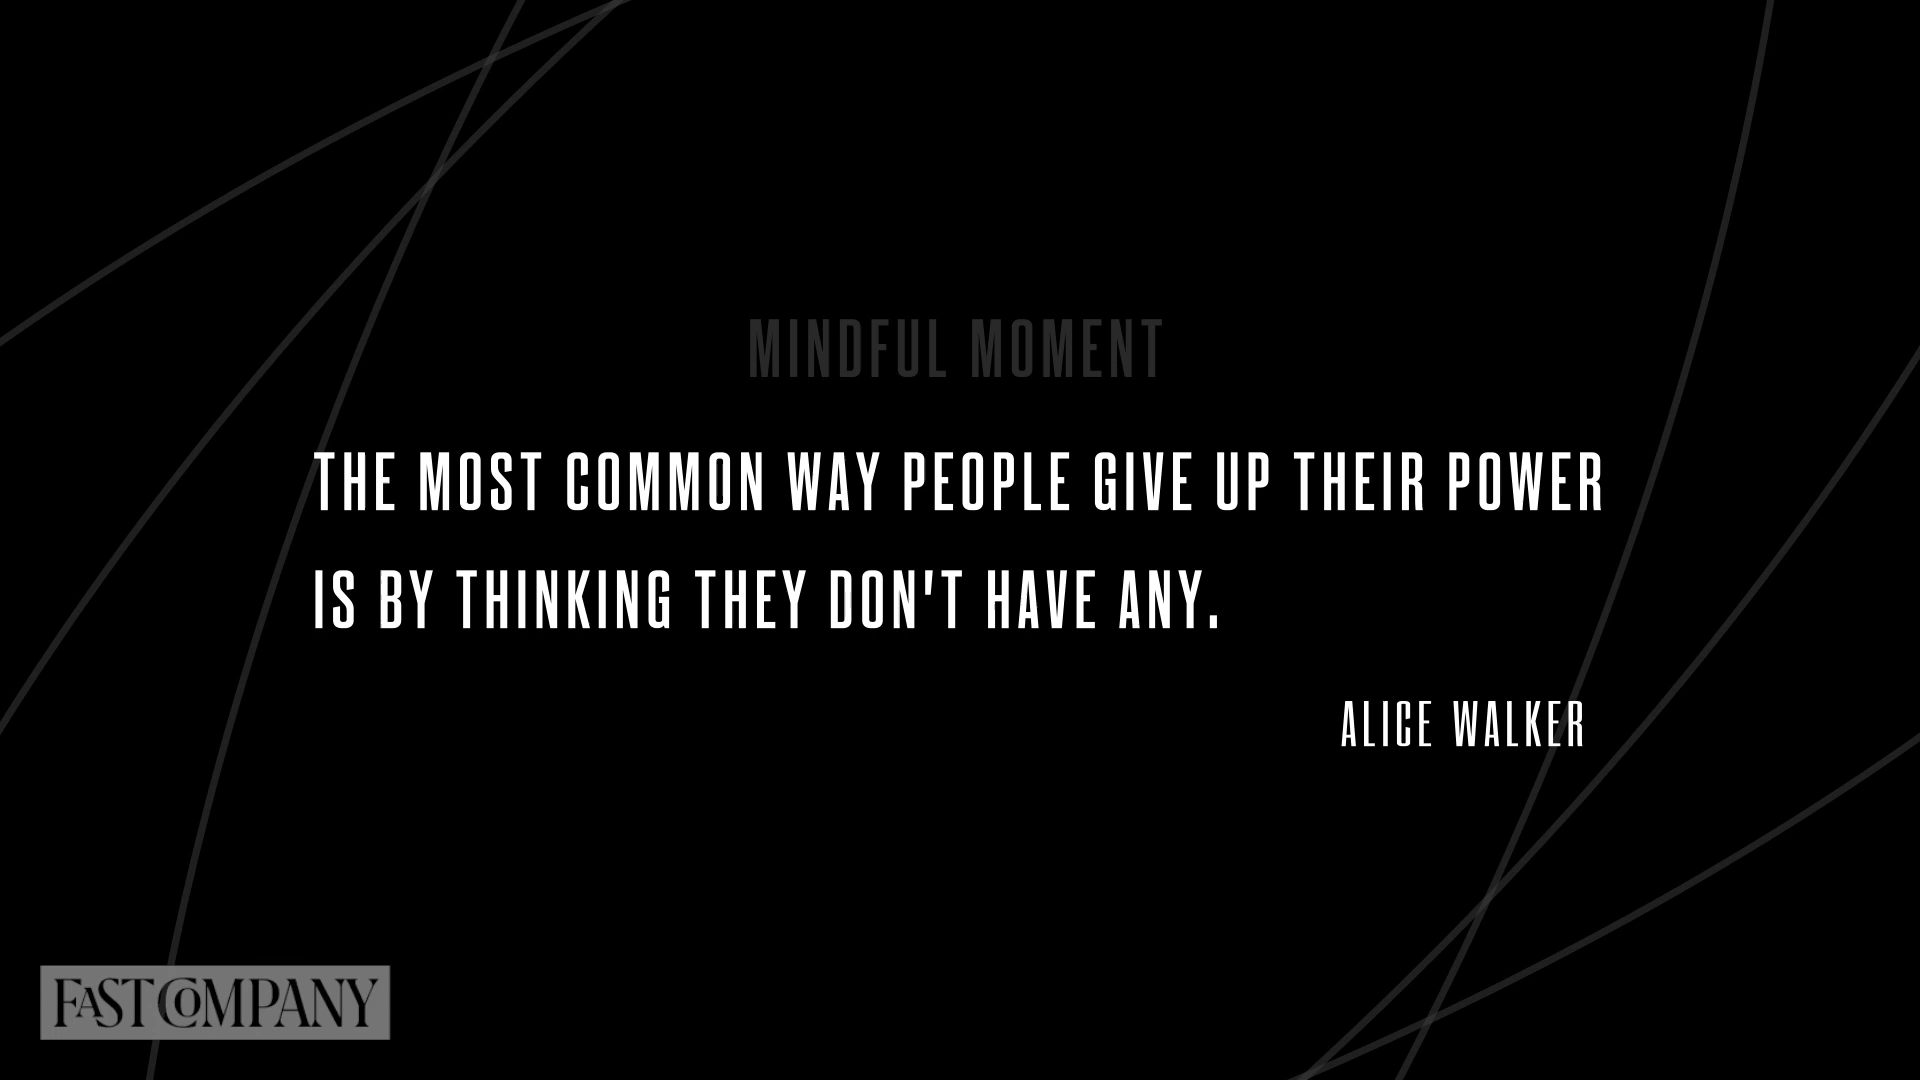 MINDFUL MOMENT
THE MOST COMMON WAY PEOPLE GIVE UP THEIR POWER
IS BY THINKING THEY DON'T HAVE ANY.
ALICE WALKER
FAST COMPANY